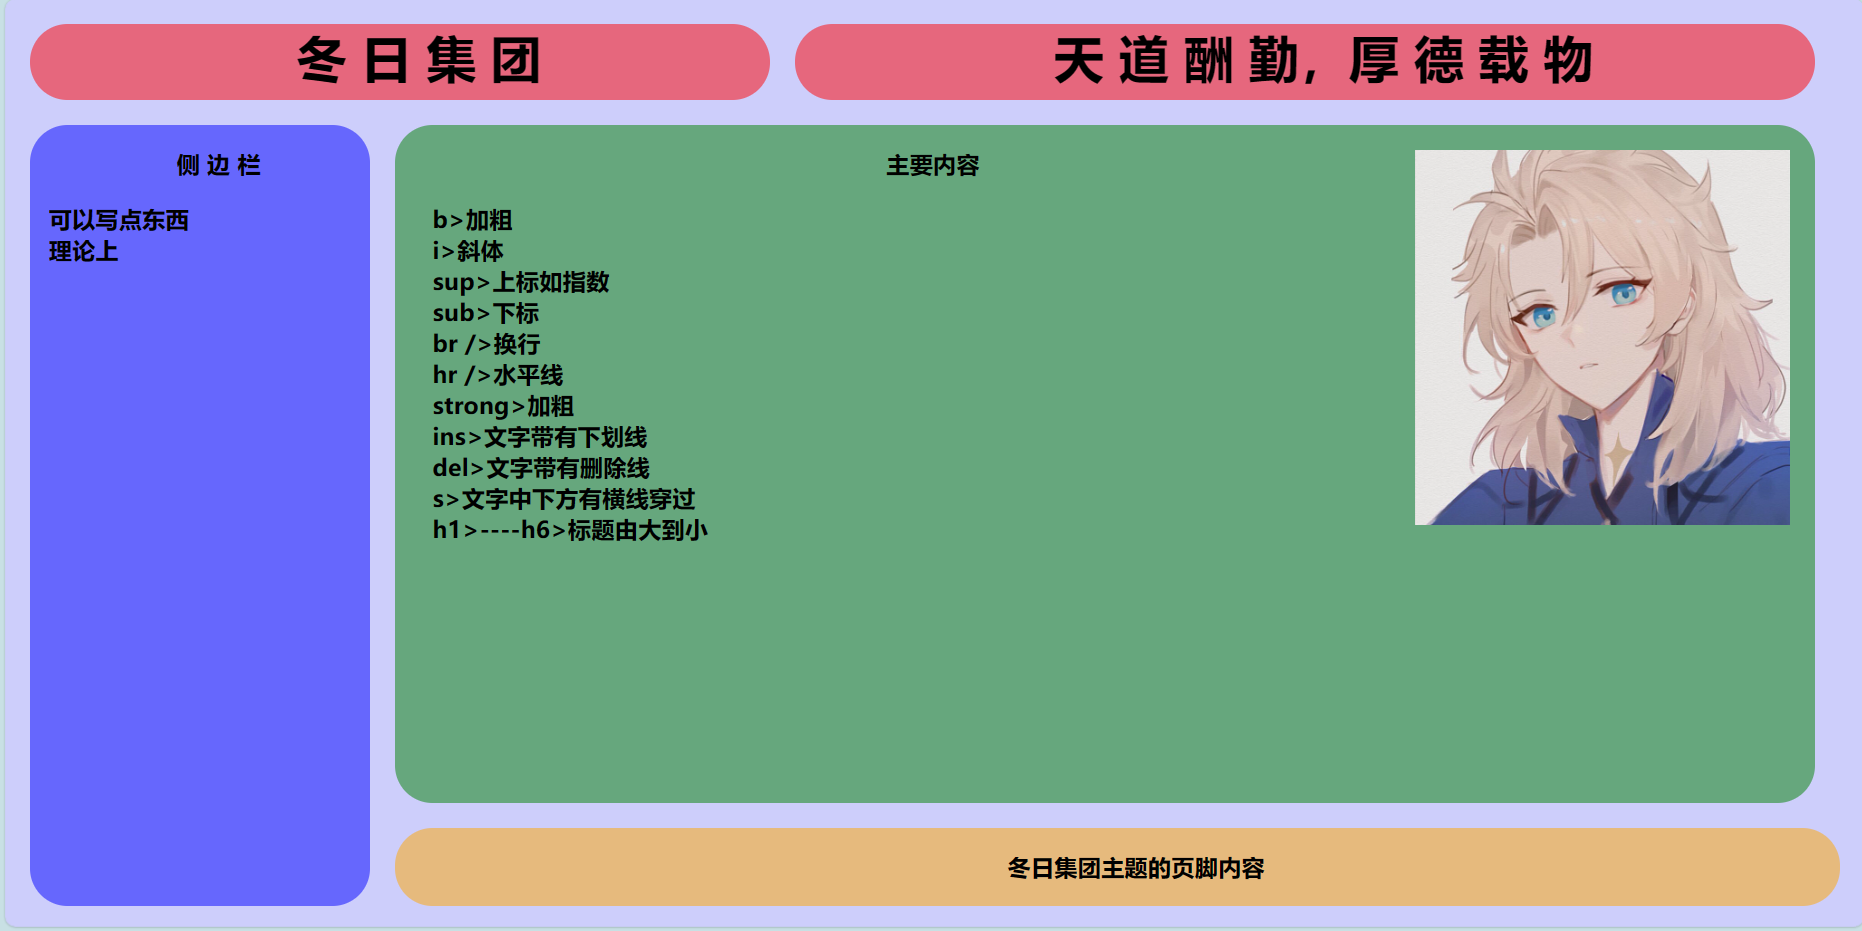 冬 日 集 团
天 道 酬 勤，厚 德 载 物
侧 边 栏
可以写点东西
理论上
主要内容
b>加粗
i>斜体
sup>上标如指数
sub>下标
br />换行
hr />水平线
strong>加粗
ins>文字带有下划线
del>文字带有删除线
s>文字中下方有横线穿过
h1>----h6>标题由大到小
冬日集团主题的页脚内容